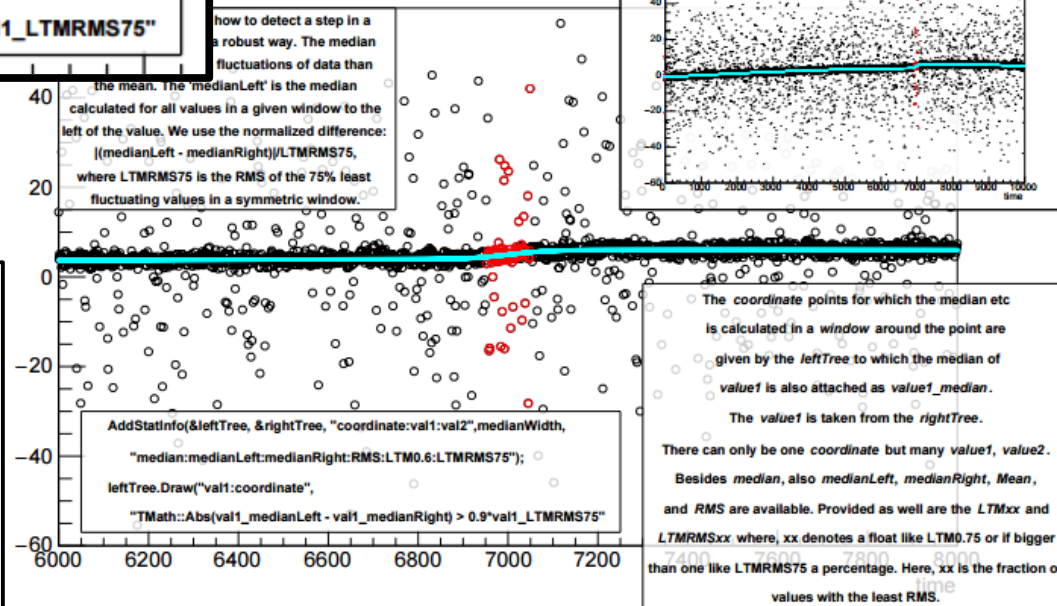 1_LTMRMS75"
how to detect a step in a
a robust way. The median
fluctuations of data than
the mean. The 'medianLeft' is the median
calculated for all values in a given window to the
left of the value. We use the normalized difference:
|(medianLeft - medianRight)|/LTMRMS75,
where LTMRMS75 is the RMS of the 75% least
fluctuating values in a symmetric window.
40
20
0
−20
−40
−60
6000 6200 6400 6600 6800 7000 7200 7400 7600 7800 8000
time
40
20
0
−20
−40
−60
0 1000 2000 3000 4000 5000 6000 7000 8000 9000 10000
time
AddStatInfo(&leftTree, &rightTree, "coordinate:val1:val2",medianWidth,
"median:medianLeft:medianRight:RMS:LTM0.6:LTMRMS75");
leftTree.Draw("val1:coordinate",
"TMath::Abs(val1_medianLeft - val1_medianRight) > 0.9*val1_LTMRMS75"
The coordinate points for which the median etc
is calculated in a window around the point are
given by the leftTree to which the median of
value1 is also attached as value1_median.
The value1 is taken from the rightTree.
There can only be one coordinate but many value1, value2.
Besides median, also medianLeft, medianRight, Mean,
and RMS are available. Provided as well are the LTMxx and
LTMRMSxx where, xx denotes a float like LTM0.75 or if bigger
than one like LTMRMS75 a percentage. Here, xx is the fraction o
values with the least RMS.